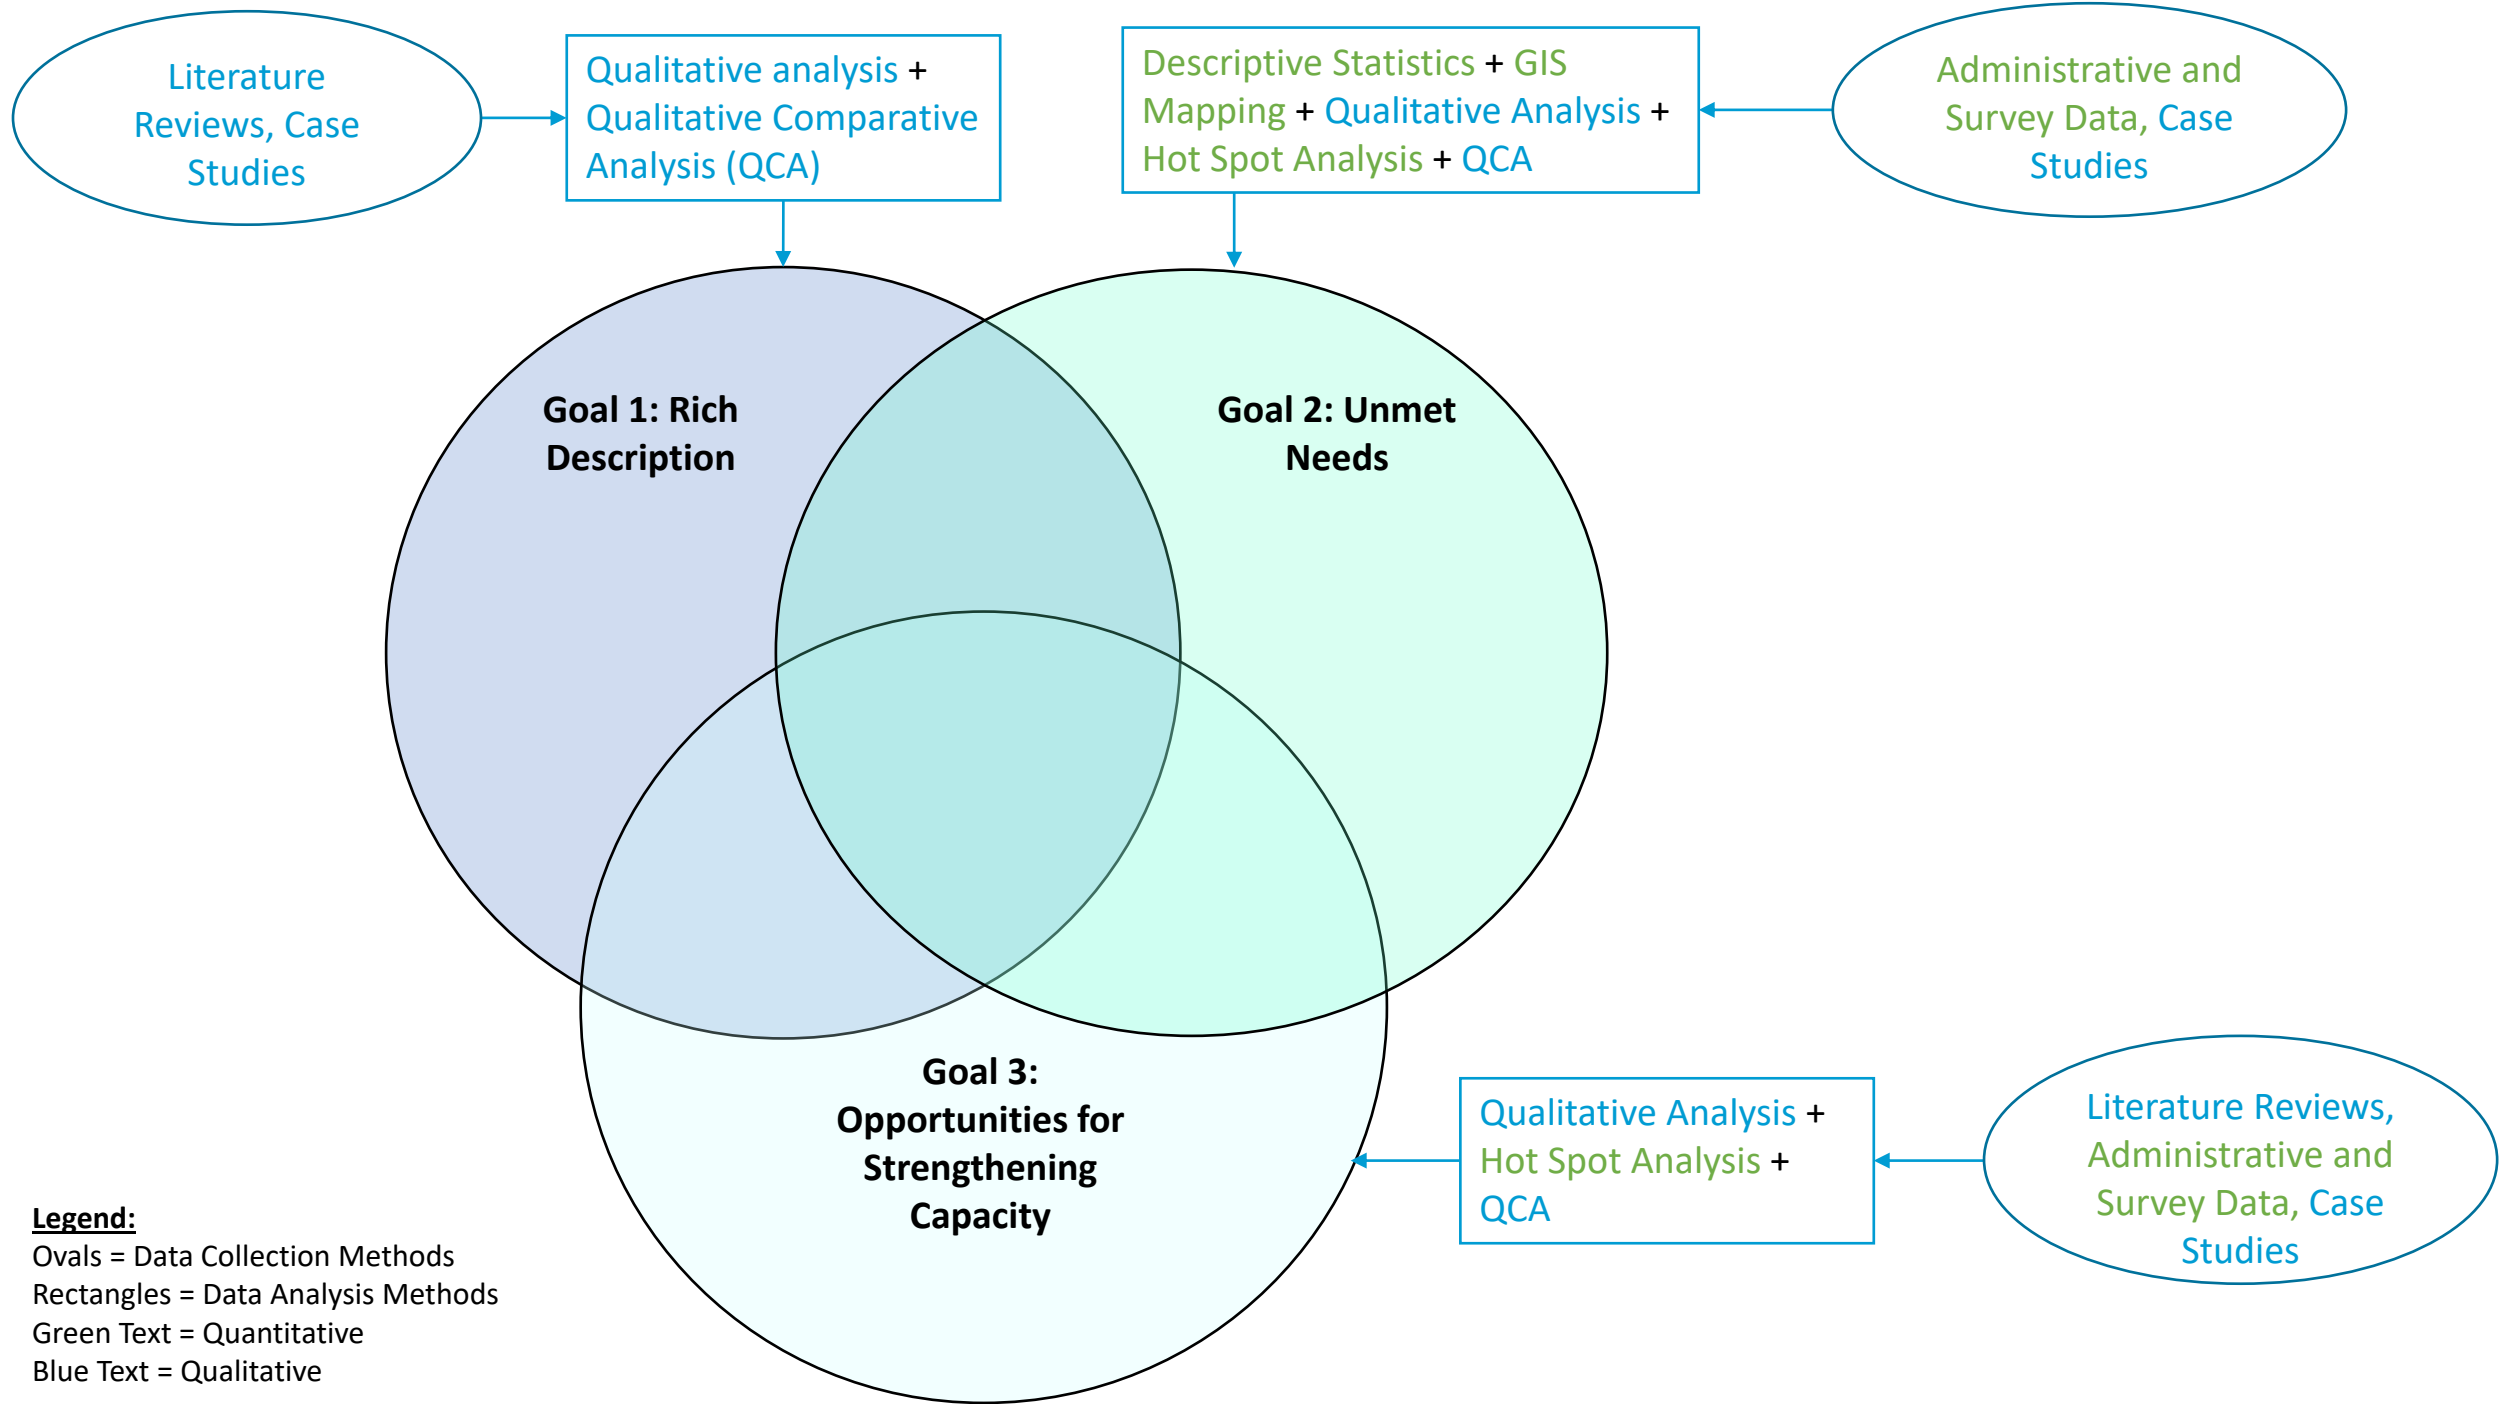 Literature
Reviews, Case
Studies
Qualitative analysis +
Qualitative Comparative
Analysis (QCA)
Descriptive Statistics + GIS
Mapping + Qualitative Analysis +
Hot Spot Analysis + QCA
Administrative and
Survey Data, Case
Studies
Goal 1: Rich
Description
Goal 2: Unmet
Needs
Goal 3:
Opportunities for
Strengthening
Capacity
Qualitative Analysis +
Hot Spot Analysis +
QCA
Literature Reviews,
Administrative and
Survey Data, Case
Studies
Legend:
Ovals = Data Collection Methods
Rectangles = Data Analysis Methods
Green Text = Quantitative
Blue Text = Qualitative